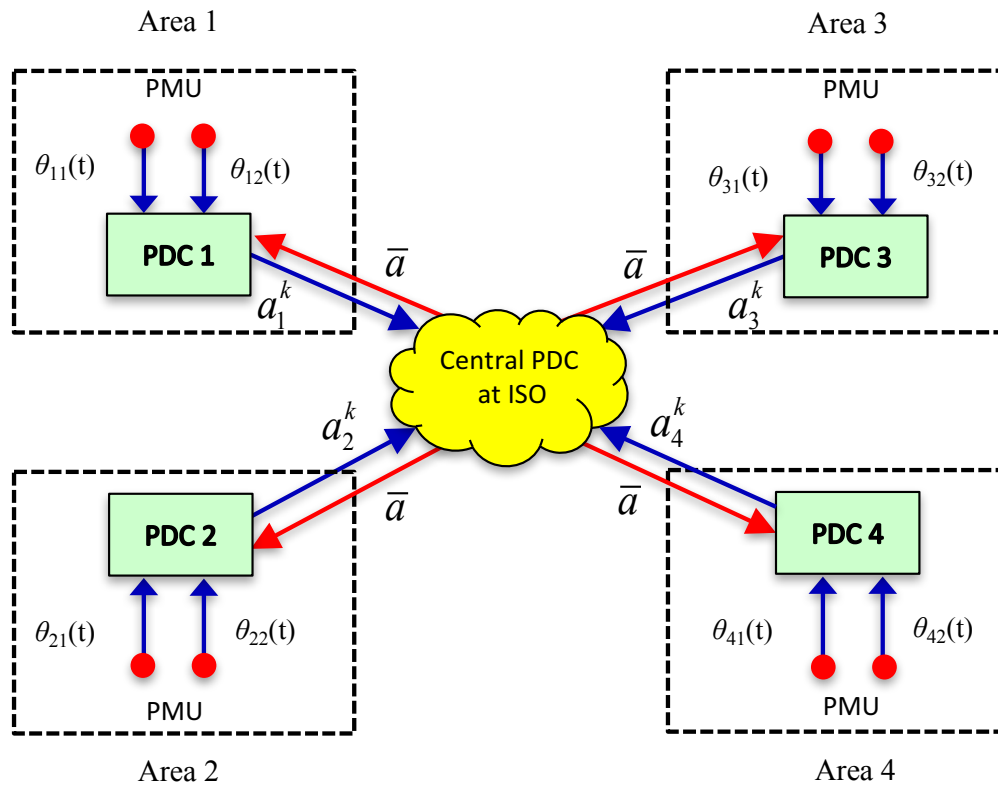 Area 1
PMU
θ₁₁(t)
θ₁₂(t)
PDC 1
a̅
a₁ᵏ
Area 3
PMU
θ₃₁(t)
θ₃₂(t)
PDC 3
a̅
a₃ᵏ
Central PDC
at ISO
a₂ᵏ
a̅
PDC 2
θ₂₁(t)
θ₂₂(t)
PMU
Area 2
a₄ᵏ
a̅
PDC 4
θ₄₁(t)
θ₄₂(t)
PMU
Area 4